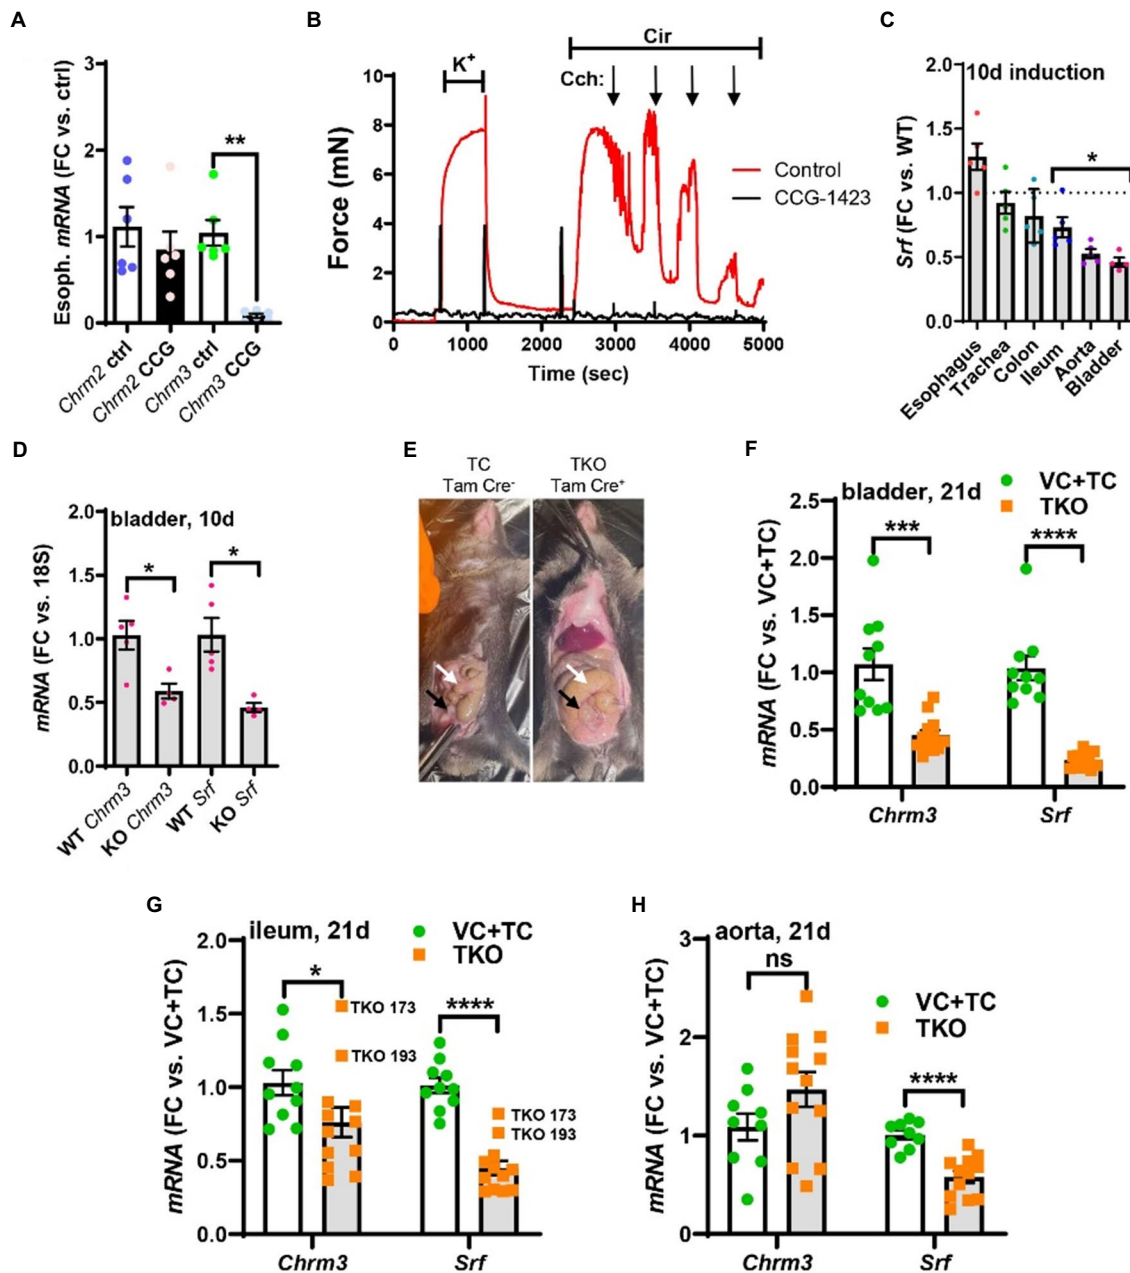 A
Esoph. mRNA (FC vs. ctrl)
3
2
1
0
**
Chrm2 ctrl
Chrm2 CCG
Chrm3 ctrl
Chrm3 CCG
B
Force (mN)
10
8
6
4
2
0
K+
Cir
Cch:
Control
CCG-1423
0
1000
2000
3000
4000
5000
Time (sec)
C
10d induction
Srf (FC vs. WT)
2.0
1.5
1.0
0.5
0.0
*
Esophagus
Trachea
Colon
Ileum
Aorta
Bladder
D
bladder, 10d
mRNA (FC vs. 18S)
2.0
1.5
1.0
0.5
0.0
*
*
WT Chrm3
KO Chrm3
WT Srf
KO Srf
E
TC
Tam Cre-
TKO
Tam Cre+
F
bladder, 21d
VC+TC
TKO
mRNA (FC vs. VC+TC)
2.5
2.0
1.5
1.0
0.5
0.0
***
****
Chrm3
Srf
G
ileum, 21d
VC+TC
TKO
mRNA (FC vs. VC+TC)
2.0
1.5
1.0
0.5
0.0
*
****
TKO 173
TKO 193
TKO 173
TKO 193
Chrm3
Srf
H
aorta, 21d
ns
VC+TC
TKO
mRNA (FC vs. VC+TC)
3
2
1
0
****
Chrm3
Srf